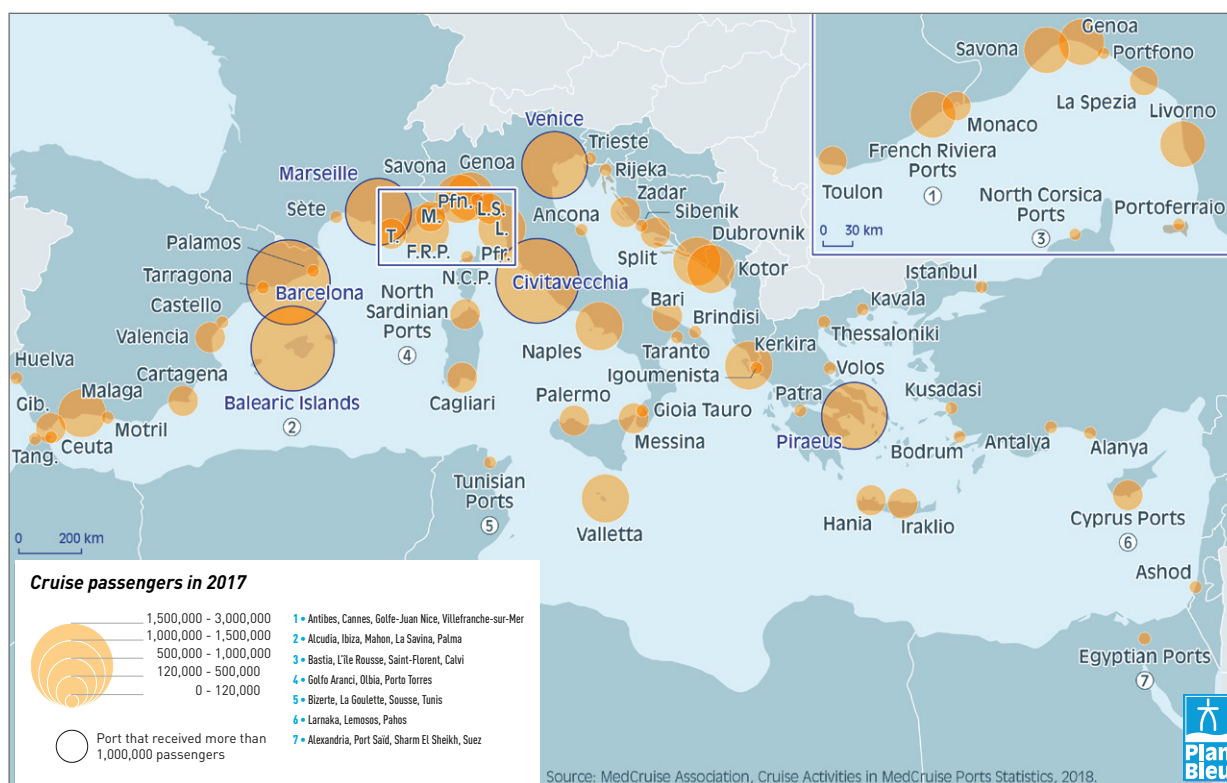 Venice
Trieste
Rijeka
Zadar
Sibenik
Dubrovnik
Kotor
Split
Ancona
Savona
Genoa
Marseille
Sète
Pfn.
L.S.
M.
T.
L.
F.R.P.
Pfr.
N.C.P.
Palamos
Tarragona
Barcelona
Castello
Valencia
Cartagena
Balearic Islands
2
Huelva
Malaga
Gib.
Motril
Ceuta
Tang.
North
Sardinian
Ports
4
Cagliari
Civitavecchia
Naples
Bari
Brindisi
Taranto
Palermo
Gioia Tauro
Messina
Valletta
Tunisian
Ports
5
Kerkira
Igoumenista
Patra
Piraeus
Volos
Thessaloniki
Kavala
Istanbul
Kusadasi
Bodrum
Antalya
Alanya
Hania
Iraklio
Cyprus Ports
6
Ashod
Egyptian Ports
7
Genoa
Savona
Portfono
La Spezia
Livorno
Monaco
French Riviera
Ports
1
Toulon
North Corsica
Ports
3
Portoferraio
0 30 km
0 200 km
Cruise passengers in 2017
1,500,000 - 3,000,000
1,000,000 - 1,500,000
500,000 - 1,000,000
120,000 - 500,000
0 - 120,000
Port that received more than
1,000,000 passengers
1 • Antibes, Cannes, Golfe-Juan Nice, Villefranche-sur-Mer
2 • Alcudia, Ibiza, Mahon, La Savina, Palma
3 • Bastia, L'île Rousse, Saint-Florent, Calvi
4 • Golfo Aranci, Olbia, Porto Torres
5 • Bizerte, La Goulette, Sousse, Tunis
6 • Larnaka, Lemosos, Pahos
7 • Alexandria, Port Saïd, Sharm El Sheikh, Suez
Source: MedCruise Association, Cruise Activities in MedCruise Ports Statistics, 2018.
Plan
Bleu